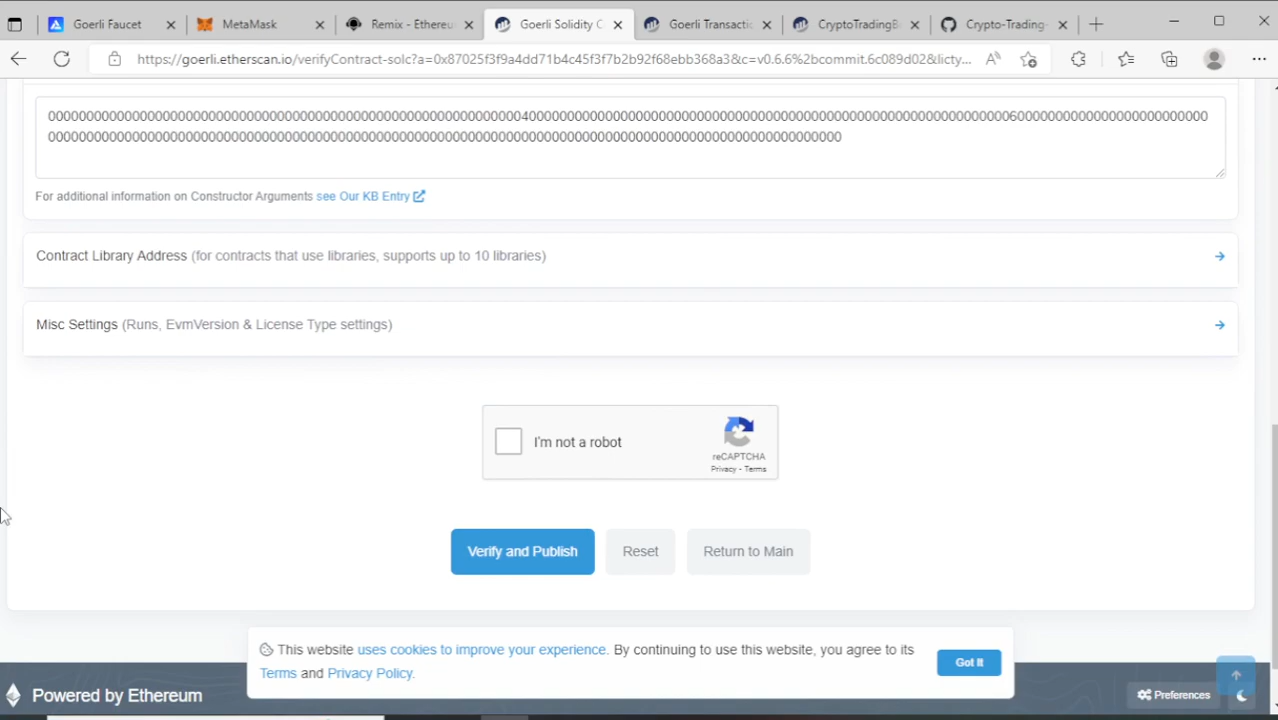 Goerli Faucet
MetaMask
Remix - Ethereu
Goerli Solidity C
Goerli Transactio
CryptoTradingB
Crypto-Trading-
https://goerli.etherscan.io/verifyContract-solc?a=0x87025f3f9a4dd71b4c45f3f7b2b92f68ebb368a3&c=v0.6.6%2bcommit.6c089d02&licty...
For additional information on Constructor Arguments see Our KB Entry
Contract Library Address (for contracts that use libraries, supports up to 10 libraries)
Misc Settings (Runs, EvmVersion & License Type settings)
I'm not a robot
reCAPTCHA
Privacy - Terms
Verify and Publish
Reset
Return to Main
This website uses cookies to improve your experience. By continuing to use this website, you agree to its
Terms and Privacy Policy.
Got It
Powered by Ethereum
Preferences